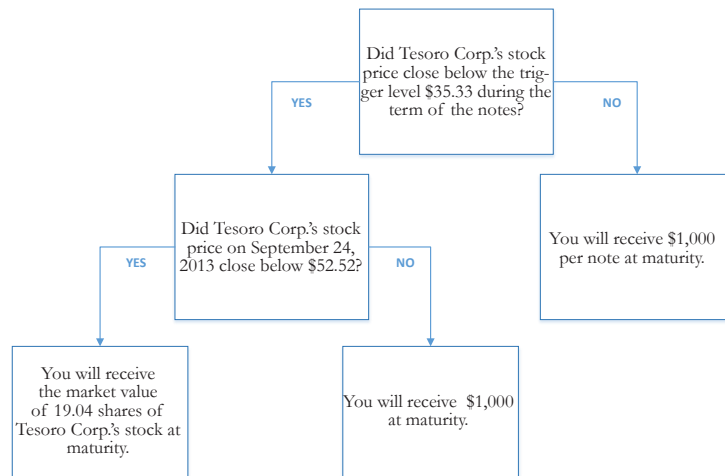 Did Tesoro Corp.'s stock
price close below the trig-
ger level $35.33 during the
term of the notes?
YES
NO
Did Tesoro Corp.'s stock
price on September 24,
2013 close below $52.52?
You will receive $1,000
per note at maturity.
YES
NO
You will receive
the market value
of 19.04 shares of
Tesoro Corp.'s stock at
maturity.
You will receive $1,000
at maturity.